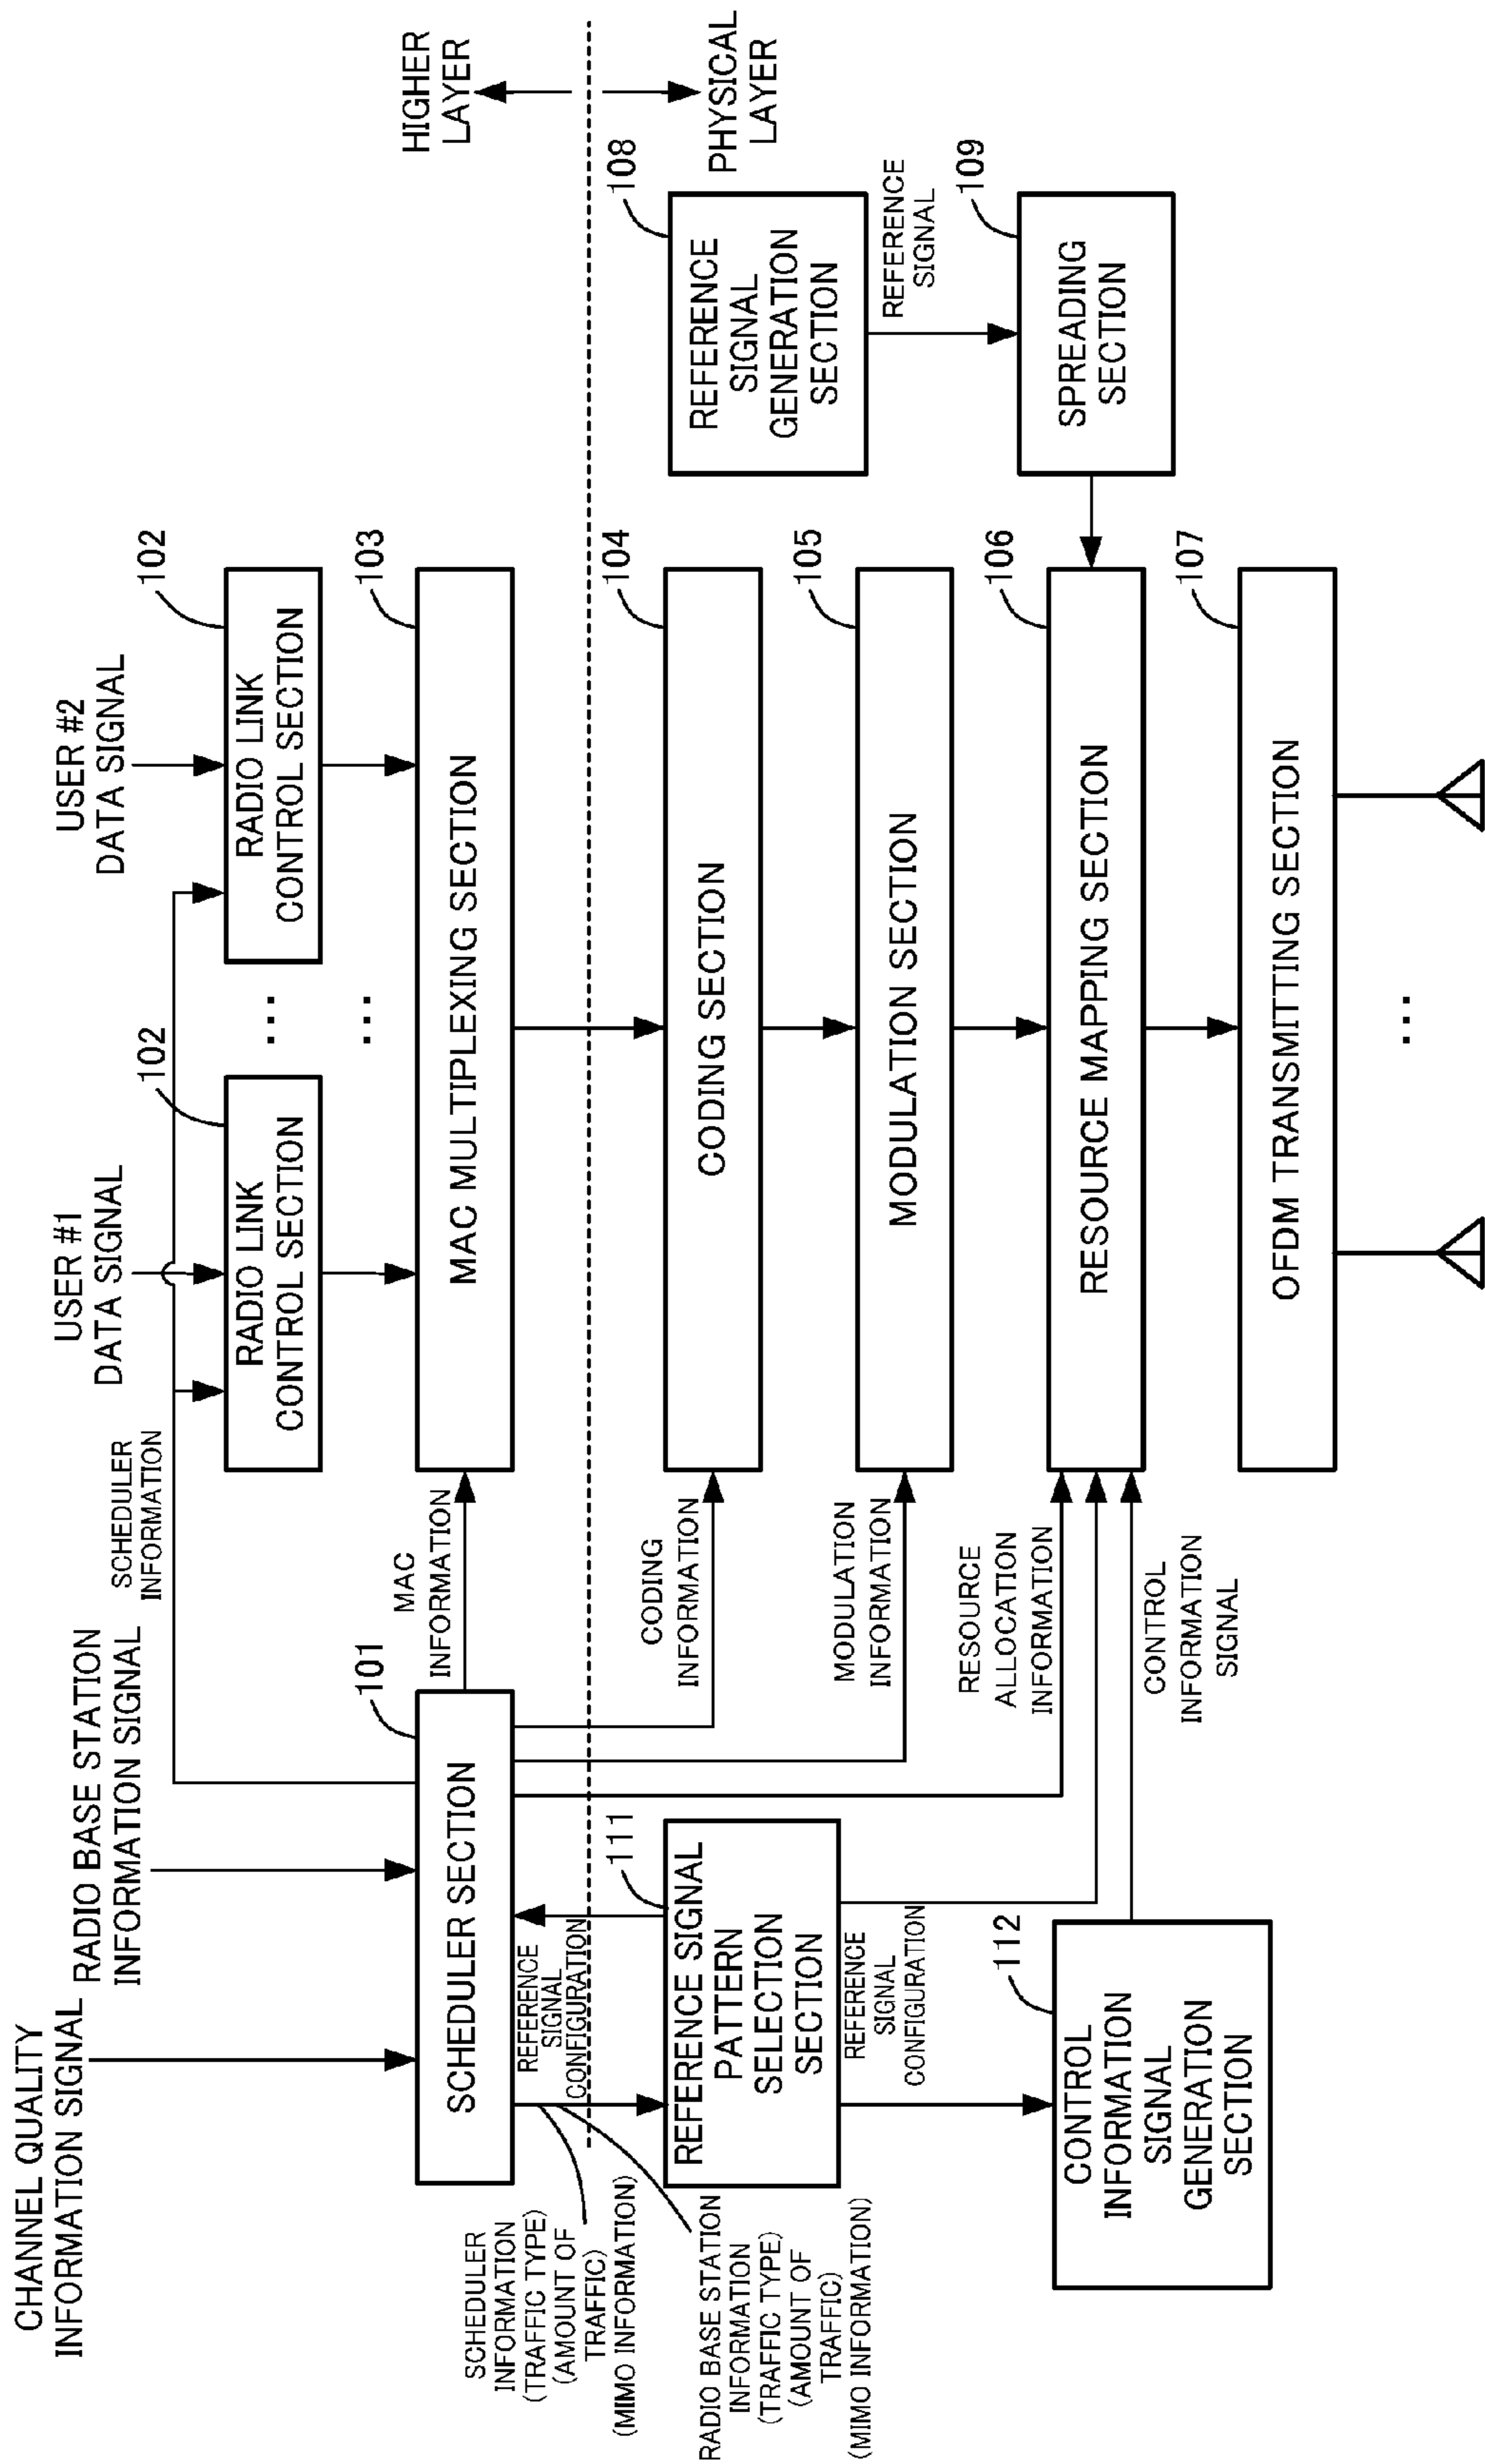 CHANNEL QUALITY
INFORMATION SIGNAL
RADIO BASE STATION
INFORMATION SIGNAL
SCHEDULER
INFORMATION
USER #1
DATA SIGNAL
USER #2
DATA SIGNAL
102
RADIO LINK
CONTROL SECTION
...
102
RADIO LINK
CONTROL SECTION
...
101
SCHEDULER SECTION
MAC
INFORMATION
103
MAC MULTIPLEXING SECTION
HIGHER
LAYER
PHYSICAL
LAYER
SCHEDULER
INFORMATION
(TRAFFIC TYPE)
(AMOUNT OF
TRAFFIC)
(MIMO INFORMATION)
REFERENCE
SIGNAL
CONFIGURATION
RADIO BASE STATION
INFORMATION
(TRAFFIC TYPE)
(AMOUNT OF
TRAFFIC)
(MIMO INFORMATION)
111
REFERENCE SIGNAL
PATTERN
SELECTION
SECTION
REFERENCE
SIGNAL
CONFIGURATION
CODING
INFORMATION
104
CODING SECTION
MODULATION
INFORMATION
105
MODULATION SECTION
108
REFERENCE
SIGNAL
GENERATION
SECTION
REFERENCE
SIGNAL
109
SPREADING
SECTION
RESOURCE
ALLOCATION
INFORMATION
106
RESOURCE MAPPING SECTION
112
CONTROL
INFORMATION
SIGNAL
GENERATION
SECTION
CONTROL
INFORMATION
SIGNAL
107
OFDM TRANSMITTING SECTION
...